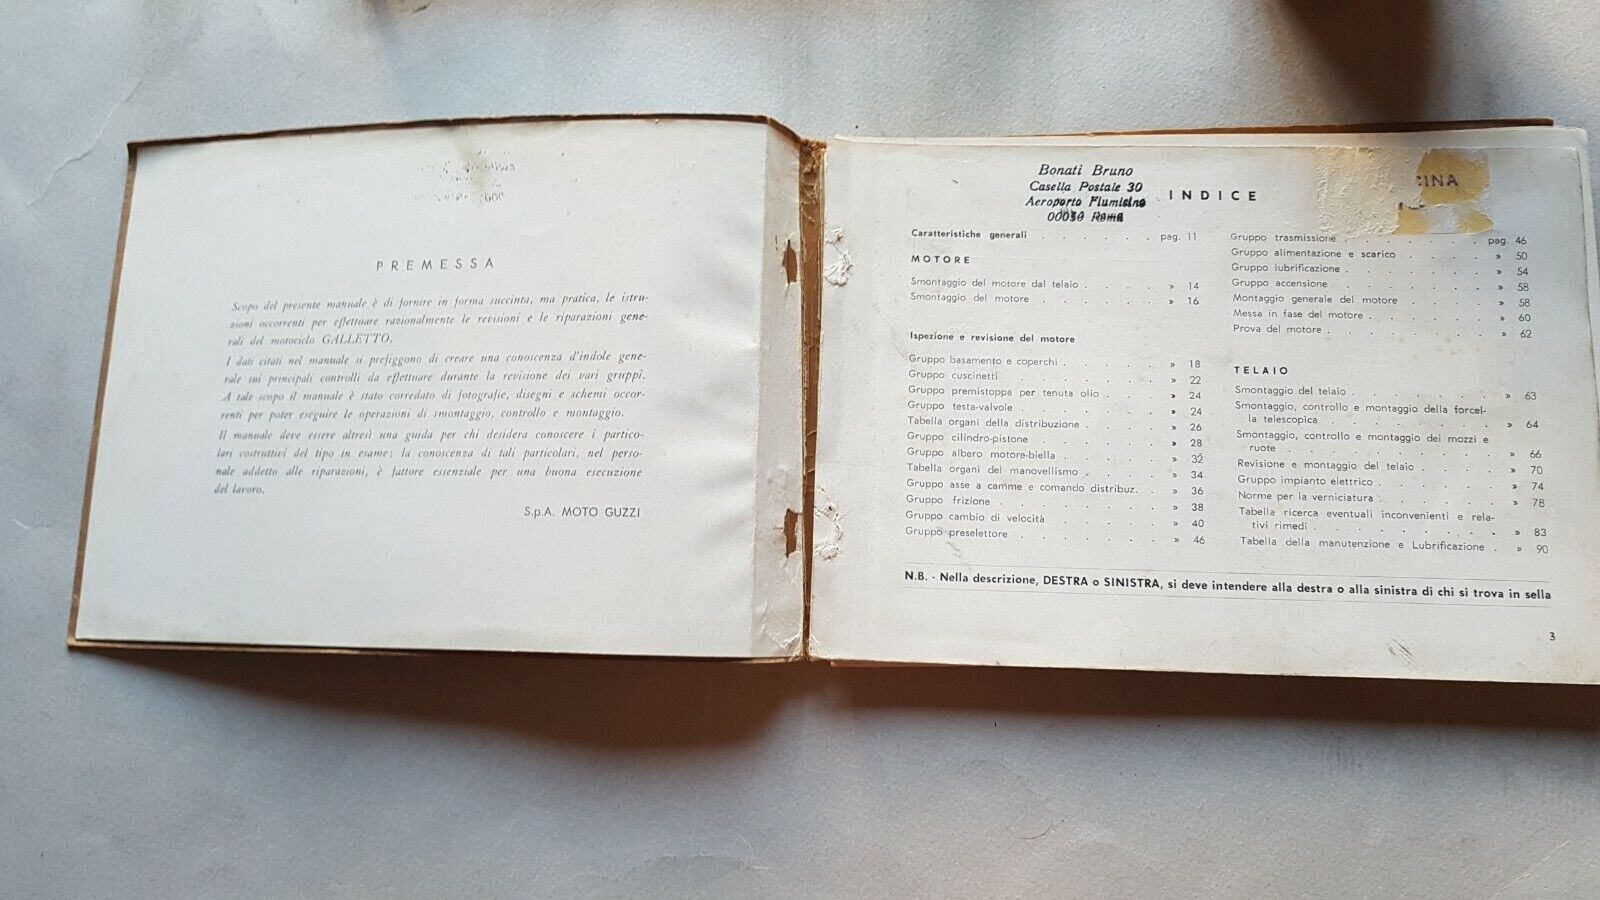 PREMESSA
Scopo del presente manuale è di fornire in forma succinta, ma pratica, le istru-
zioni occorrenti per effettuare razionalmente le revisioni e le riparazioni gene-
rali del motociclo GALLETTO.
I dati citati nel manuale si prefiggono di creare una conoscenza d'indole gene-
rale sui principali controlli da effettuare durante la revisione dei vari gruppi.
A tale scopo il manuale è stato corredato di fotografie, disegni e schemi occor-
renti per poter eseguire le operazioni di smontaggio, controllo e montaggio.
Il manuale deve essere altresì una guida per chi desidera conoscere i partico-
lari costruttivi del tipo in esame: la conoscenza di tali particolari, nel perso-
nale addetto alle riparazioni, è fattore essenziale per una buona esecuzione
del lavoro.
S.p.A. MOTO GUZZI
Bonati Bruno
Casella Postale 30
Aeroporto Fiumicino
00050 Roma
INDICE
Caratteristiche generali . . . . . . pag. 11
MOTORE
Smontaggio del motore dal telaio . . . . » 14
Smontaggio del motore . . . . . . » 16
Ispezione e revisione del motore
Gruppo basamento e coperchi . . . . . » 18
Gruppo cuscinetti . . . . . . . » 22
Gruppo premistoppa per tenuta olio . . . . » 24
Gruppo testa-valvole . . . . . . . » 24
Tabella organi della distribuzione . . . . . » 26
Gruppo cilindro-pistone . . . . . . » 28
Gruppo albero motore-biella . . . . . » 32
Tabella organi del manovellismo . . . . » 34
Gruppo asse a camme e comando distribuz. . . » 36
Gruppo frizione . . . . . . . . » 38
Gruppo cambio di velocità . . . . . . » 40
Gruppo preselettore . . . . . . . » 46
Gruppo trasmissione . . . . . . . pag. 46
Gruppo alimentazione e scarico . . . . » 50
Gruppo lubrificazione . . . . . . . » 54
Gruppo accensione . . . . . . . » 58
Montaggio generale del motore . . . . » 58
Messa in fase del motore . . . . . . » 60
Prova del motore . . . . . . . . » 62
TELAIO
Smontaggio del telaio . . . . . . . » 63
Smontaggio, controllo e montaggio della forcel-
la telescopica . . . . . . . . » 64
Smontaggio, controllo e montaggio dei mozzi e
ruote . . . . . . . . . . » 66
Revisione e montaggio del telaio . . . . » 70
Gruppo impianto elettrico . . . . . . » 74
Norme per la verniciatura . . . . . . » 78
Tabella ricerca eventuali inconvenienti e rela-
tivi rimedi . . . . . . . . . » 83
Tabella della manutenzione e Lubrificazione . » 90
N.B. - Nella descrizione, DESTRA o SINISTRA, si deve intendere alla destra o alla sinistra di chi si trova in sella
3